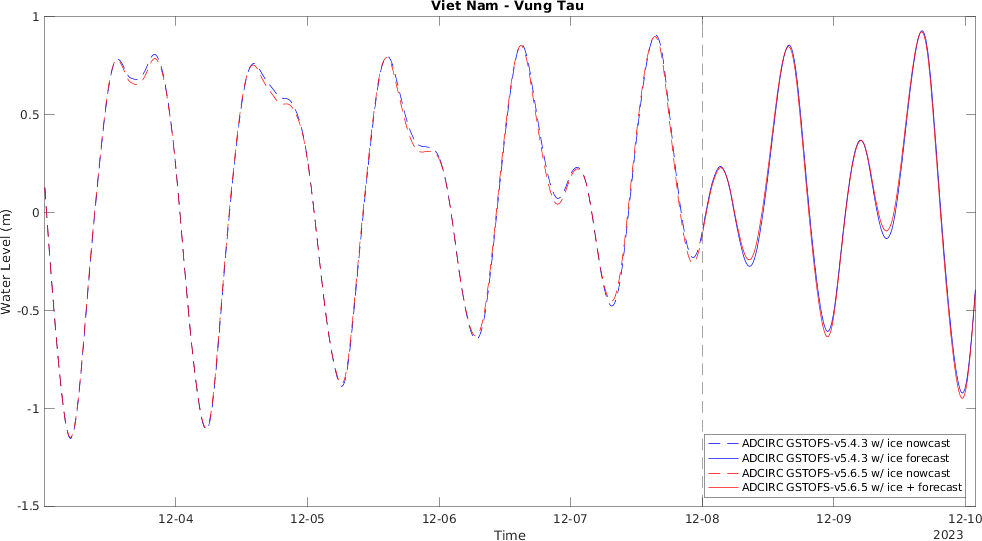 Viet Nam - Vung Tau
1
0.5
0
-0.5
-1
-1.5
Water Level (m)
12-04
12-05
12-06
12-07
12-08
12-09
12-10
Time
2023
ADCIRC GSTOFS-v5.4.3 w/ ice nowcast
ADCIRC GSTOFS-v5.4.3 w/ ice forecast
ADCIRC GSTOFS-v5.6.5 w/ ice nowcast
ADCIRC GSTOFS-v5.6.5 w/ ice + forecast